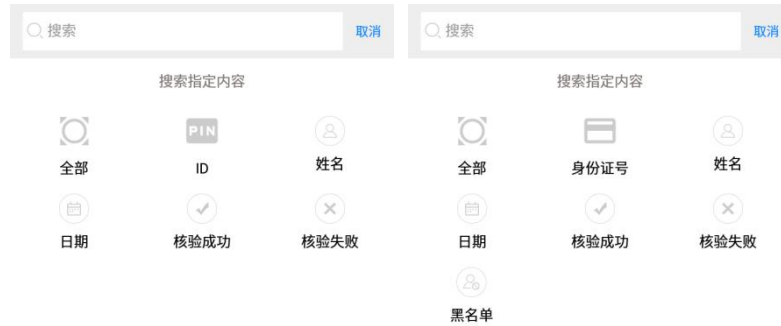 搜索 取消
搜索指定内容
全部 PIN ID 姓名
日期 核验成功 核验失败
搜索 取消
搜索指定内容
全部 身份证号 姓名
日期 核验成功 核验失败
黑名单